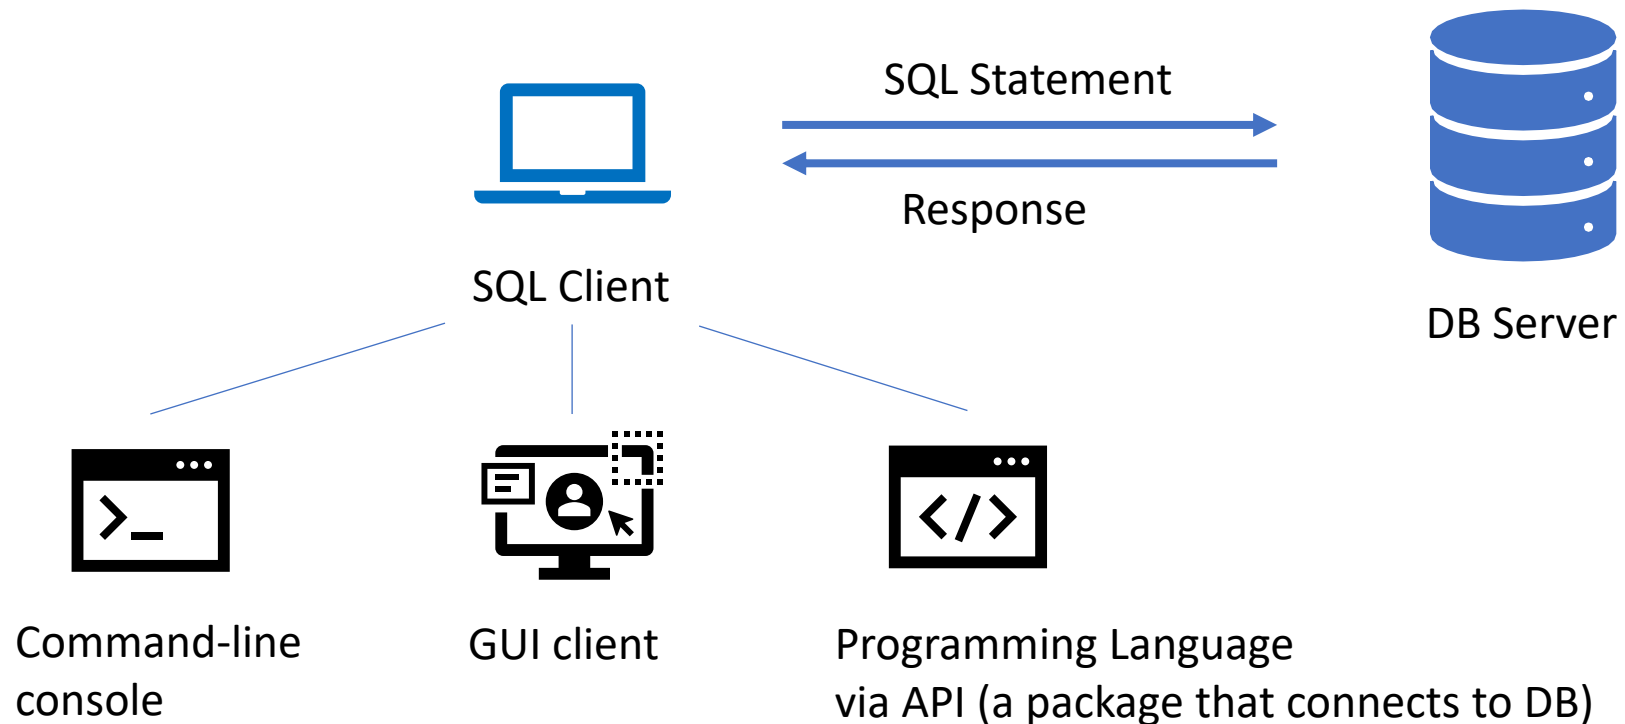 SQL Statement
Response
SQL Client
DB Server
Command-line
console
GUI client
Programming Language
via API (a package that connects to DB)